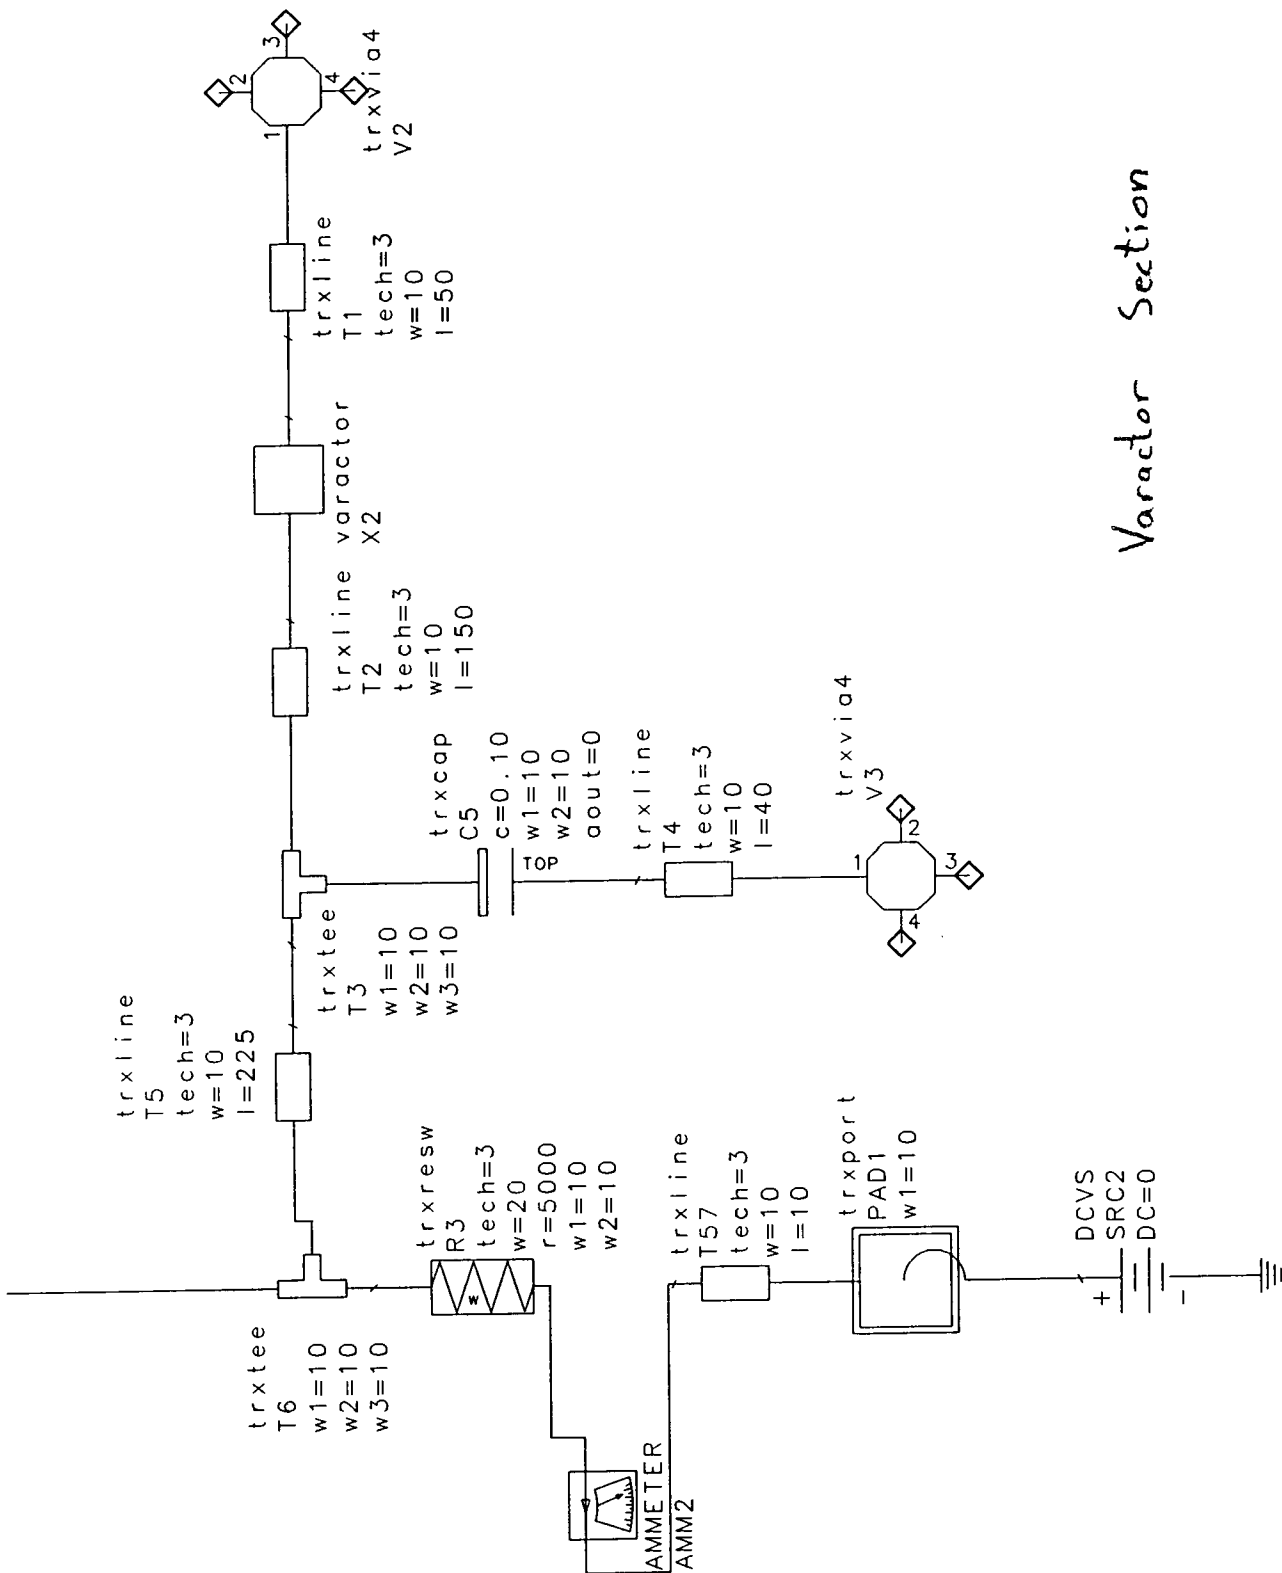 trxtee
T6
w1=10
w2=10
w3=10
AMMETER
AMM2
trxresw
R3
tech=3
w=20
r=5000
w1=10
w2=10
W
trxline
T57
tech=3
w=10
l=10
trxport
PAD1
w1=10
DCVS
SRC2
DC=0
+
-
trxline
T5
tech=3
w=10
l=225
trxtee
T3
w1=10
w2=10
w3=10
trxcap
C5
c=0.10
w1=10
w2=10
aout=0
TOP
trxline
T4
tech=3
w=10
l=40
trxvia4
V3
1
2
3
4
trxline
T2
tech=3
w=10
l=150
varactor
X2
trxline
T1
tech=3
w=10
l=50
trxvia4
V2
1
2
3
4
Varactor Section